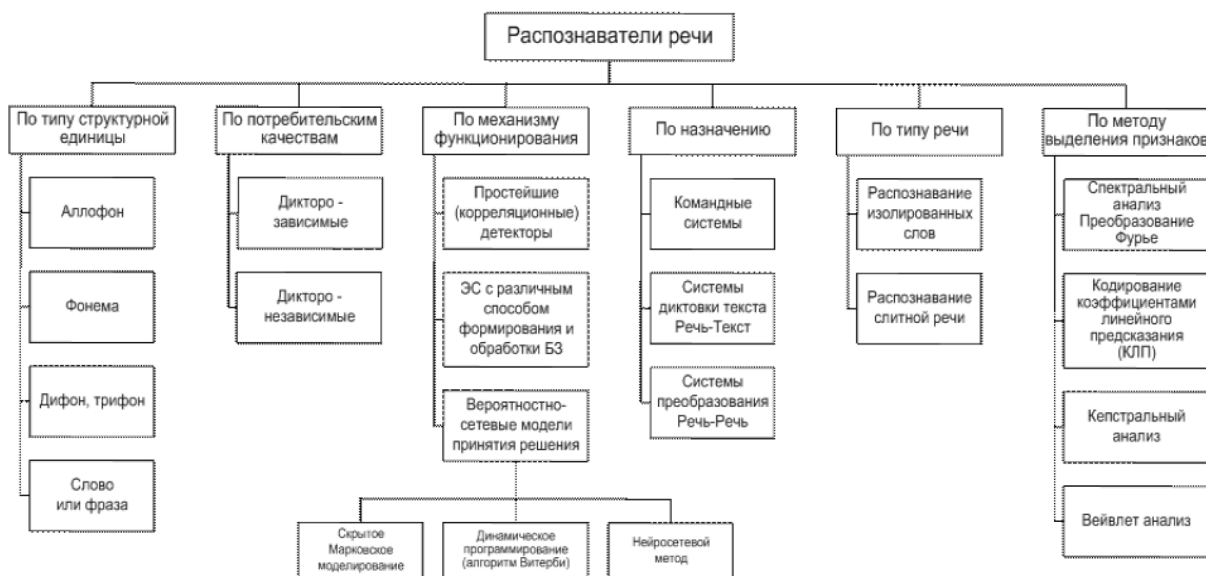 Распознаватели речи
По типу структурной
единицы
По потребительским
качествам
По механизму
функционирования
По назначению
По типу речи
По методу
выделения признаков
Аллофон
Фонема
Дифон, трифон
Слово
или фраза
Дикторо -
зависимые
Дикторо -
независимые
Простейшие
(корреляционные)
детекторы
ЭС с различным
способом
формирования и
обработки БЗ
Вероятностно-
сетевые модели
принятия решения
Скрытое
Марковское
моделирование
Динамическое
программирование
(алгоритм Витерби)
Нейросетевой
метод
Командные
системы
Системы
диктовки текста
Речь-Текст
Системы
преобразования
Речь-Речь
Распознавание
изолированных
слов
Распознавание
слитной речи
Спектральный
анализ
Преобразование
Фурье
Кодирование
коэффициентами
линейного
предсказания
(КЛП)
Кепстральный
анализ
Вейвлет анализ